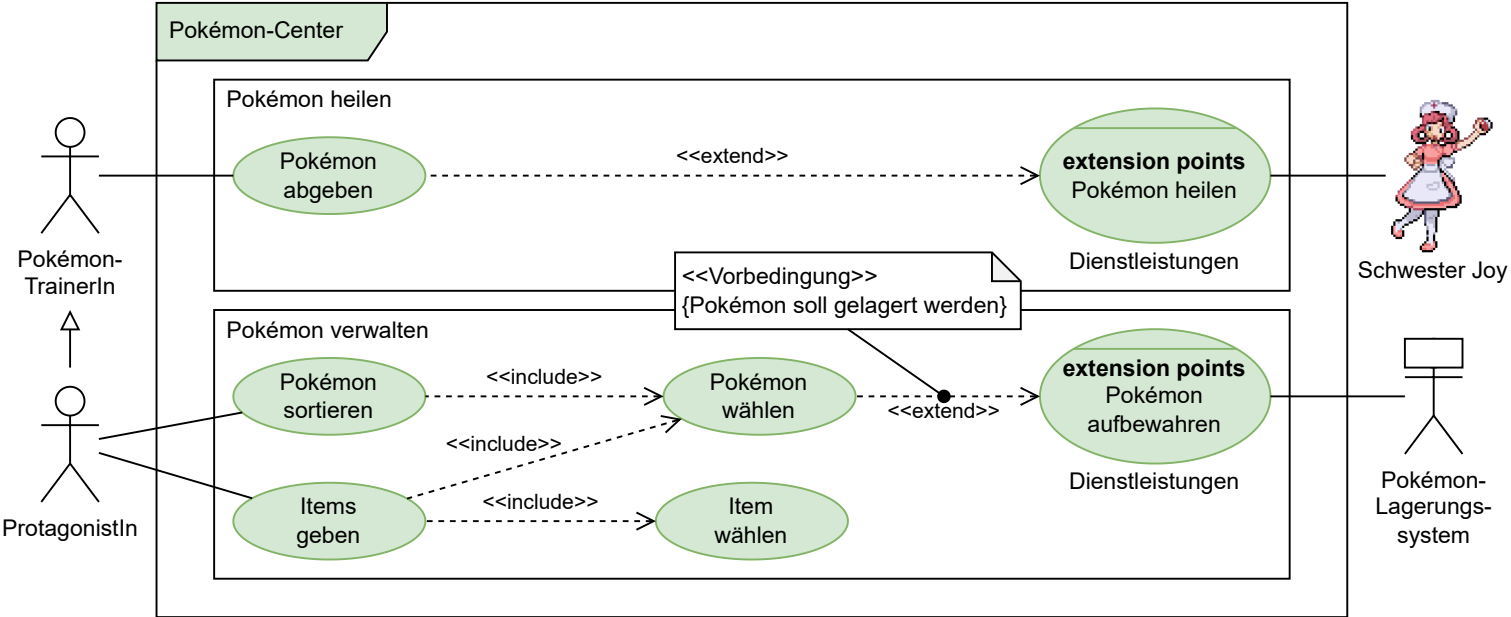 Pokémon-Center
Pokémon heilen
Pokémon
abgeben
<<extend>>
extension points
Pokémon heilen
Dienstleistungen
Pokémon-
TrainerIn
Schwester Joy
<<Vorbedingung>>
{Pokémon soll gelagert werden}
Pokémon verwalten
Pokémon
sortieren
<<include>>
Pokémon
wählen
<<extend>>
extension points
Pokémon
aufbewahren
Dienstleistungen
<<include>>
Items
geben
<<include>>
Item
wählen
ProtagonistIn
Pokémon-
Lagerungs-
system